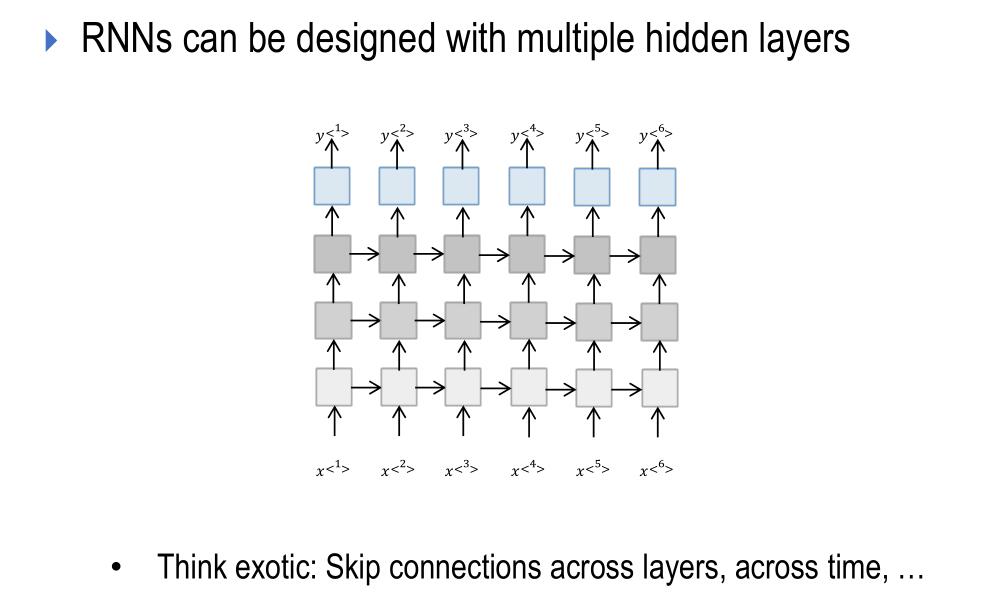 RNNs can be designed with multiple hidden layers
y<1> y<2> y<3> y<4> y<5> y<6>
x<1> x<2> x<3> x<4> x<5> x<6>
• Think exotic: Skip connections across layers, across time, …